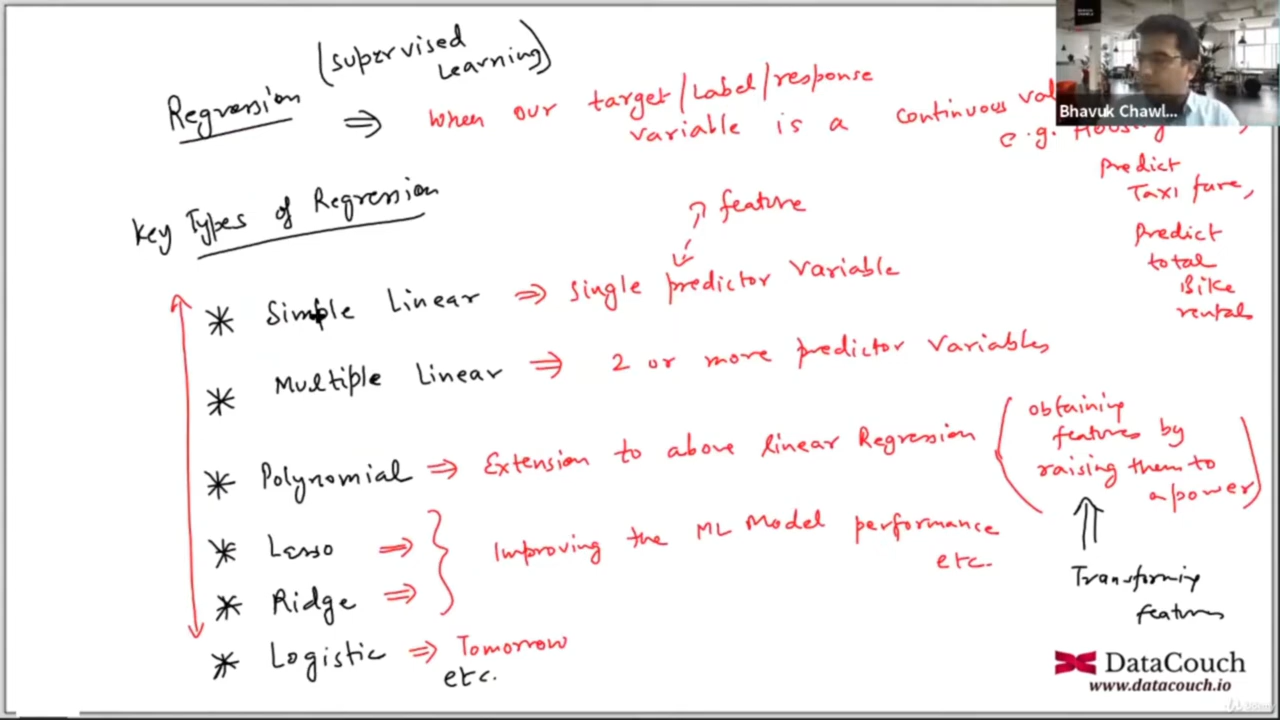 (supervised
Learning)
Regression ⇒ When our target/Label/response
variable is a continuous val
e.g. Housing
Predict
Taxi fare,
Predict
total
Bike
rentals
Key Types of Regression
feature
* Simple Linear ⇒ Single predictor variable
* Multiple Linear ⇒ 2 or more predictor variables
* Polynomial ⇒ Extension to above linear Regression
(obtaining
features by
raising them to
a power)
Transforming
features
* Lasso ⇒
* Ridge ⇒
} Improving the ML Model performance
etc.
* Logistic ⇒ Tomorrow
etc.
Bhavuk Chawl...
DataCouch
www.datacouch.io